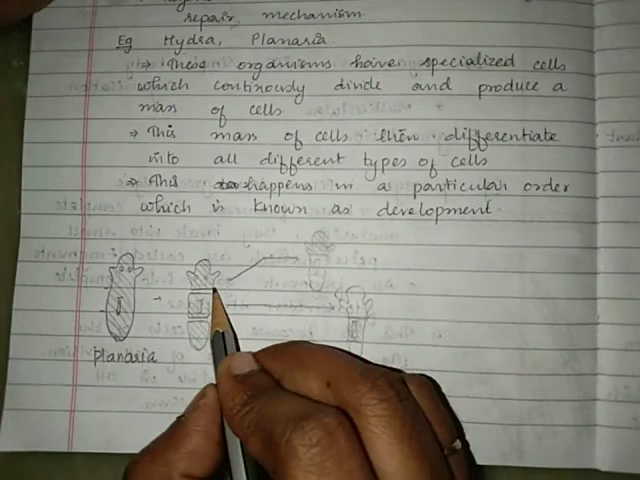 repair mechanism.
Eg Hydra, Planaria.
⇒ These organisms haven specialized cells
which continously divide and produce a
mass of cells
⇒ This mass of cells then differentiate
into all different types of cells
⇒ This happens in a particular order
which is known as development.
planaria